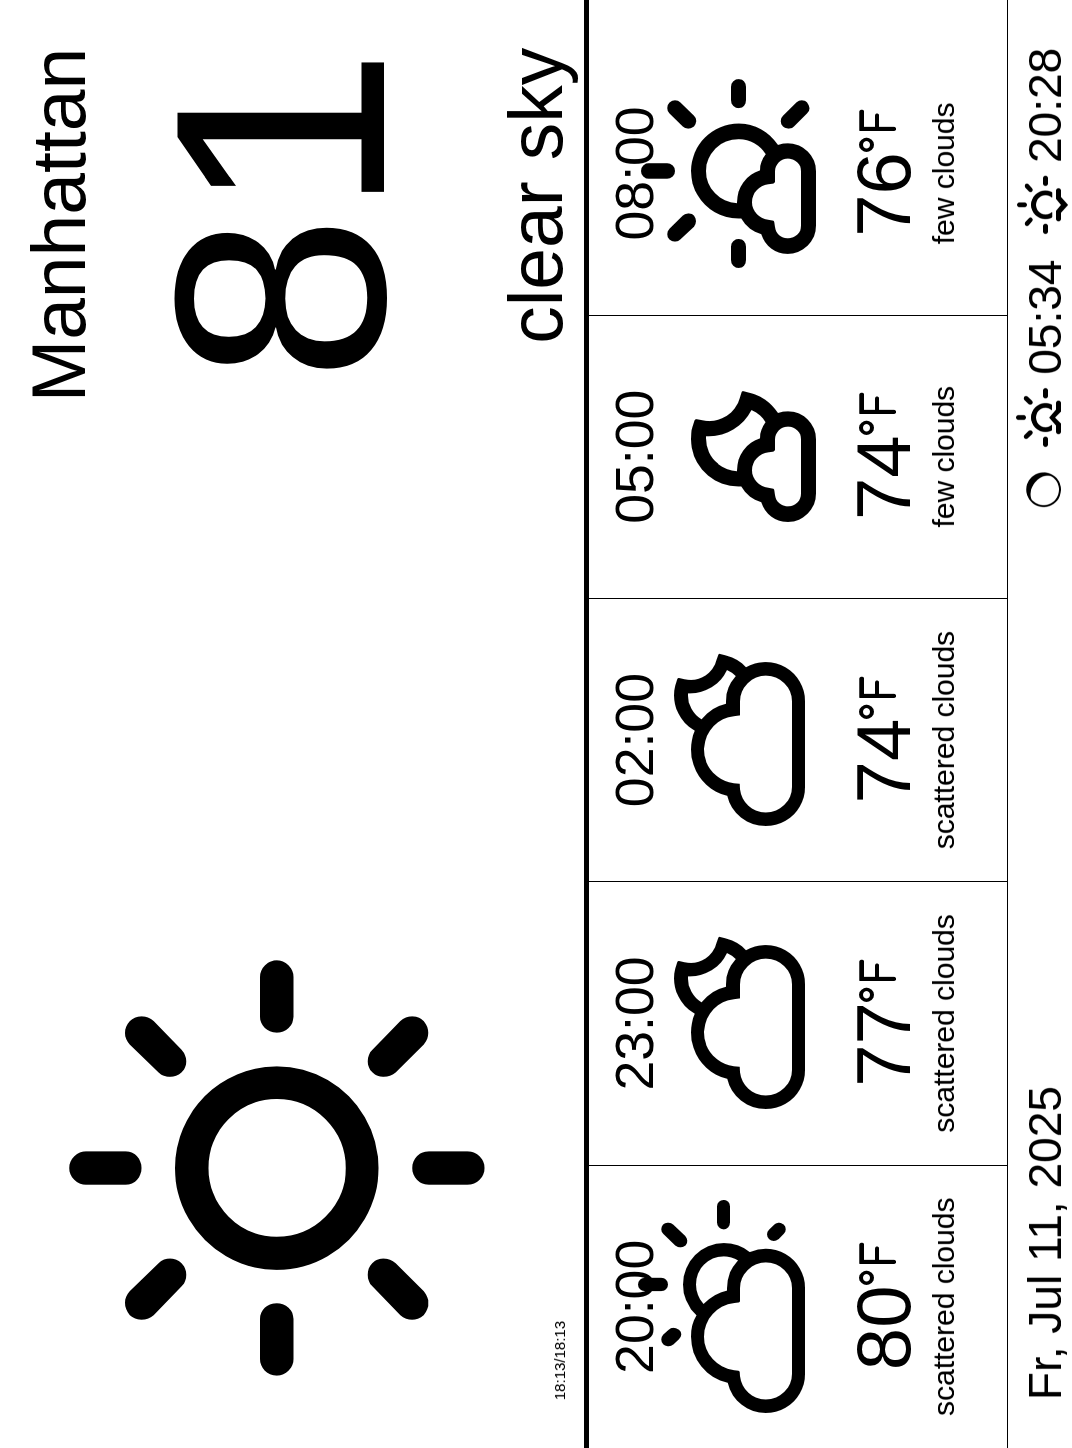 Manhattan
81
clear sky
18:13/18:13
20:00
80°F
scattered clouds
23:00
77°F
scattered clouds
02:00
74°F
scattered clouds
05:00
74°F
few clouds
08:00
76°F
few clouds
Fr, Jul 11, 2025
05:34
20:28